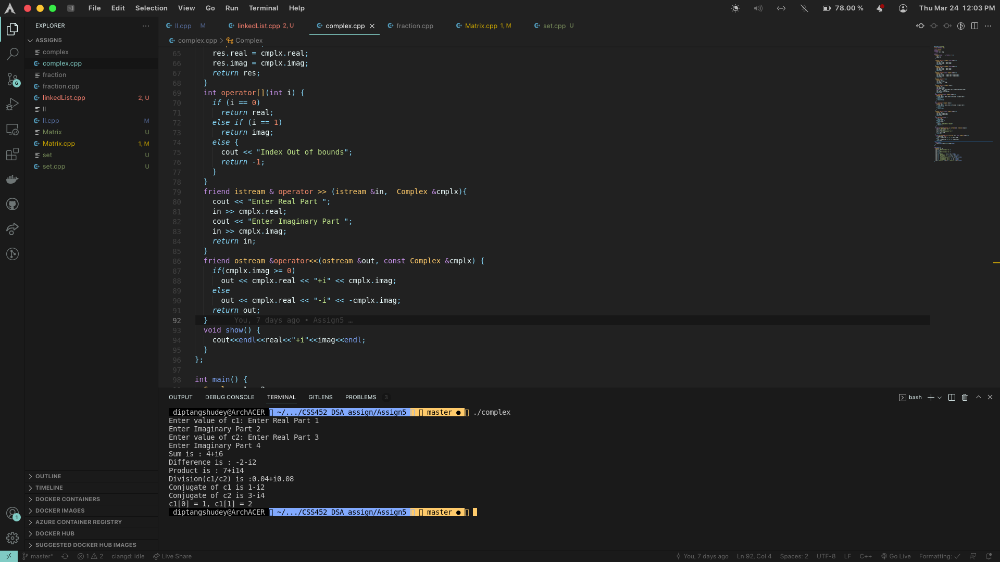 File Edit Selection View Go Run Terminal Help 78.00 % Thu Mar 24 12:03 PM
EXPLORER
ll.cpp M linkedList.cpp 2, U complex.cpp fraction.cpp Matrix.cpp 1, M set.cpp U
ASSIGN5
complex
complex.cpp
fraction
fraction.cpp
linkedList.cpp 2, U
ll
ll.cpp M
Matrix U
Matrix.cpp 1, M
set U
set.cpp U
OUTLINE
TIMELINE
DOCKER CONTAINERS
DOCKER IMAGES
AZURE CONTAINER REGISTRY
DOCKER HUB
SUGGESTED DOCKER HUB IMAGES
6
1
complex.cpp > Complex
65 res.real = cmplx.real;
66 res.imag = cmplx.imag;
67 return res;
68 }
69 int operator[](int i) {
70 if (i == 0)
71 return real;
72 else if (i == 1)
73 return imag;
74 else {
75 cout << "Index Out of bounds";
76 return -1;
77 }
78 }
79 friend istream & operator >> (istream &in,  Complex &cmplx){
80 cout << "Enter Real Part ";
81 in >> cmplx.real;
82 cout << "Enter Imaginary Part ";
83 in >> cmplx.imag;
84 return in;
85 }
86 friend ostream &operator<<(ostream &out, const Complex &cmplx) {
87 if(cmplx.imag >= 0)
88 out << cmplx.real << "+i" << cmplx.imag;
89 else
90 out << cmplx.real << "-i" << -cmplx.imag;
91 return out;
92 } You, 7 days ago • Assign5 …
93 void show() {
94 cout<<endl<<real<<"+i"<<imag<<endl;
95 }
96 };
97
98 int main() {
OUTPUT DEBUG CONSOLE TERMINAL GITLENS PROBLEMS 3 bash
diptangshudey@ArchACER ~/.../CSS452_DSA_assign/Assign5 master ● ./complex
Enter value of c1: Enter Real Part 1
Enter Imaginary Part 2
Enter value of c2: Enter Real Part 3
Enter Imaginary Part 4
Sum is : 4+i6
Difference is : -2-i2
Product is : 7+i14
Division(c1/c2) is :0.04+i0.08
Conjugate of c1 is 1-i2
Conjugate of c2 is 3-i4
c1[0] = 1, c1[1] = 2
diptangshudey@ArchACER ~/.../CSS452_DSA_assign/Assign5 master ●
master* 1 2 clangd: idle Live Share You, 7 days ago Ln 92, Col 4 Spaces: 2 UTF-8 LF C++ Go Live Formatting: ✓